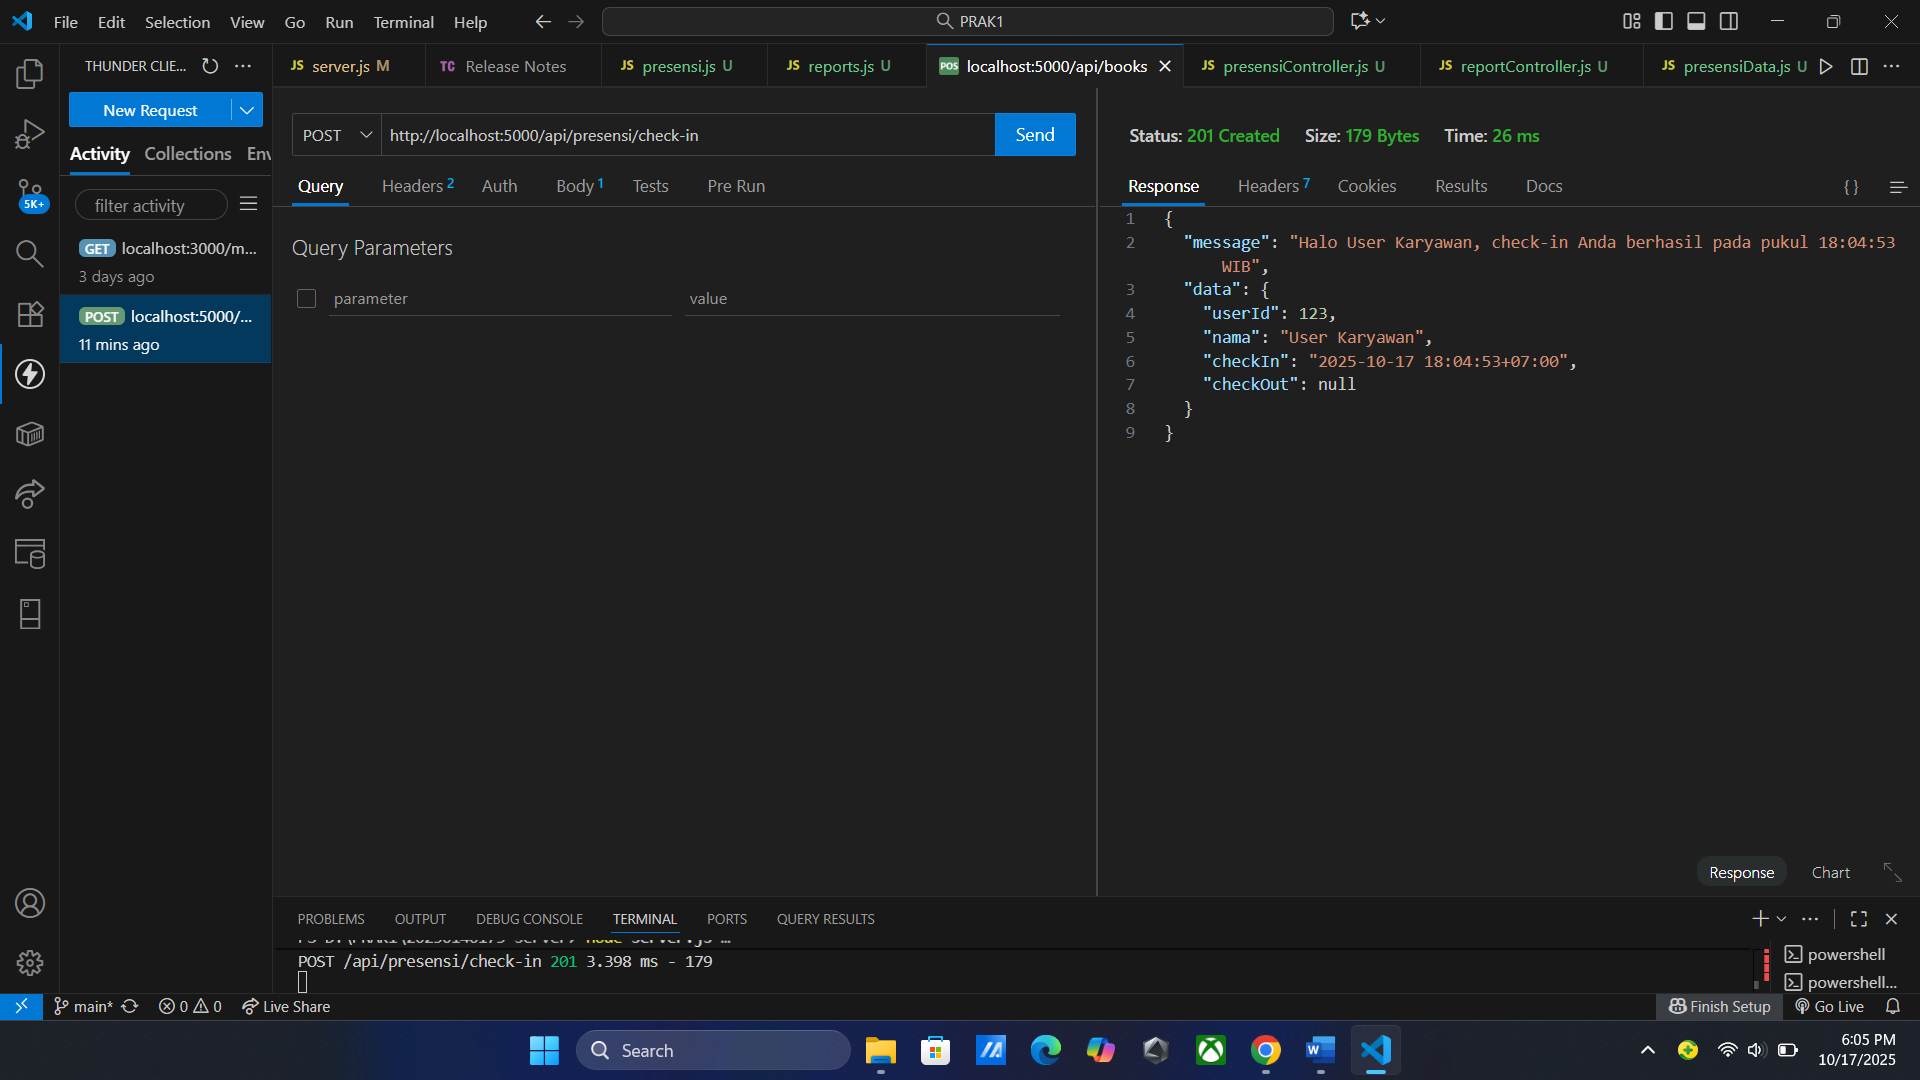 File Edit Selection View Go Run Terminal Help
PRAK1
THUNDER CLIE...
JS server.js M
TC Release Notes
JS presensi.js U
JS reports.js U
POS localhost:5000/api/books
JS presensiController.js U
JS reportController.js U
JS presensiData.js U
New Request
Activity Collections Env
filter activity
GET localhost:3000/m...
3 days ago
POST localhost:5000/...
11 mins ago
5K+
POST http://localhost:5000/api/presensi/check-in Send
Query Headers 2 Auth Body 1 Tests Pre Run
Query Parameters
parameter value
Status: 201 Created Size: 179 Bytes Time: 26 ms
Response Headers 7 Cookies Results Docs {}
1 {
2 "message": "Halo User Karyawan, check-in Anda berhasil pada pukul 18:04:53
WIB",
3 "data": {
4 "userId": 123,
5 "nama": "User Karyawan",
6 "checkIn": "2025-10-17 18:04:53+07:00",
7 "checkOut": null
8 }
9 }
Response Chart
PROBLEMS OUTPUT DEBUG CONSOLE TERMINAL PORTS QUERY RESULTS
POST /api/presensi/check-in 201 3.398 ms - 179
powershell
powershell...
main* 0 0 Live Share
Finish Setup Go Live
Search
6:05 PM
10/17/2025